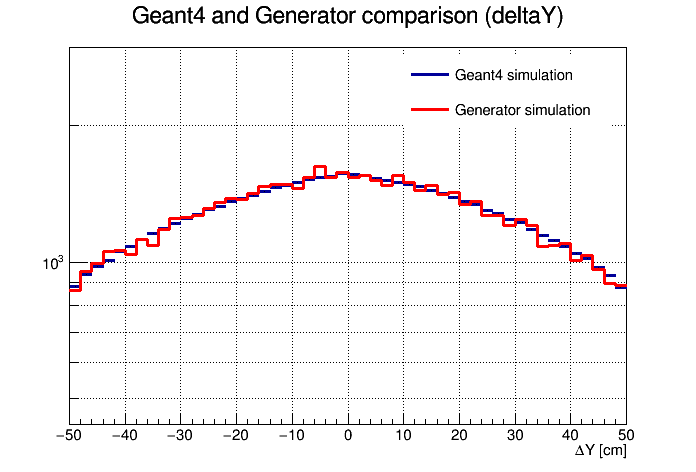 Geant4 and Generator comparison (deltaY)
Geant4 simulation
Generator simulation
10³
−50 −40 −30 −20 −10 0 10 20 30 40 50
ΔY [cm]